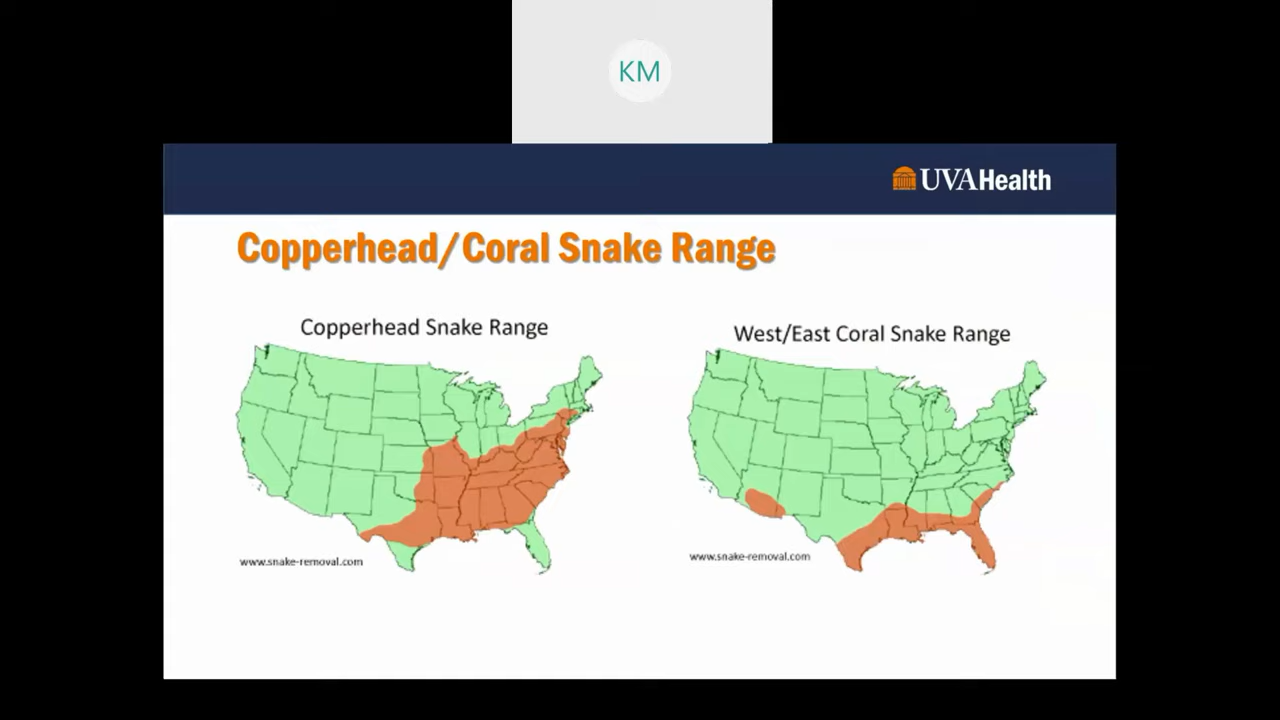 KM
UVAHealth
Copperhead/Coral Snake Range
Copperhead Snake Range
West/East Coral Snake Range
www.snake-removal.com
www.snake-removal.com